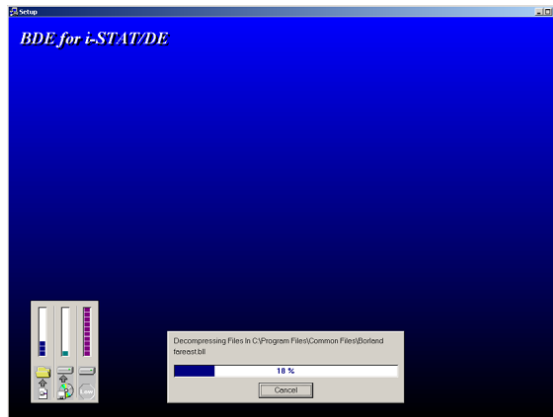 Setup
BDE for i-STAT/DE
Decompressing Files In C:\Program Files\Common Files\Borland
fareast.bll
18 %
Cancel